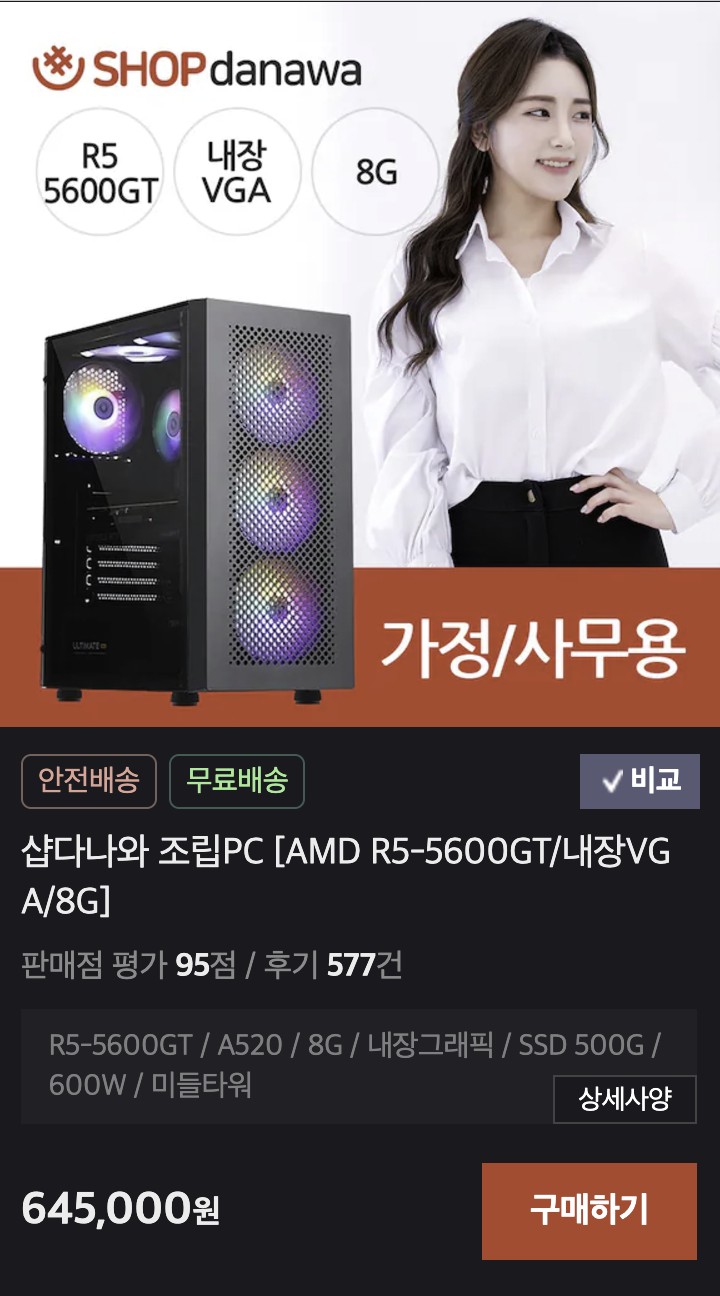 SHOPdanawa
R5
5600GT
내장
VGA
8G
ULTIMATE
가정/사무용
안전배송
무료배송
✓ 비교
샵다나와 조립PC [AMD R5-5600GT/내장VG
A/8G]
판매점 평가 95점 / 후기 577건
R5-5600GT / A520 / 8G / 내장그래픽 / SSD 500G /
600W / 미들타워
상세사양
645,000원
구매하기